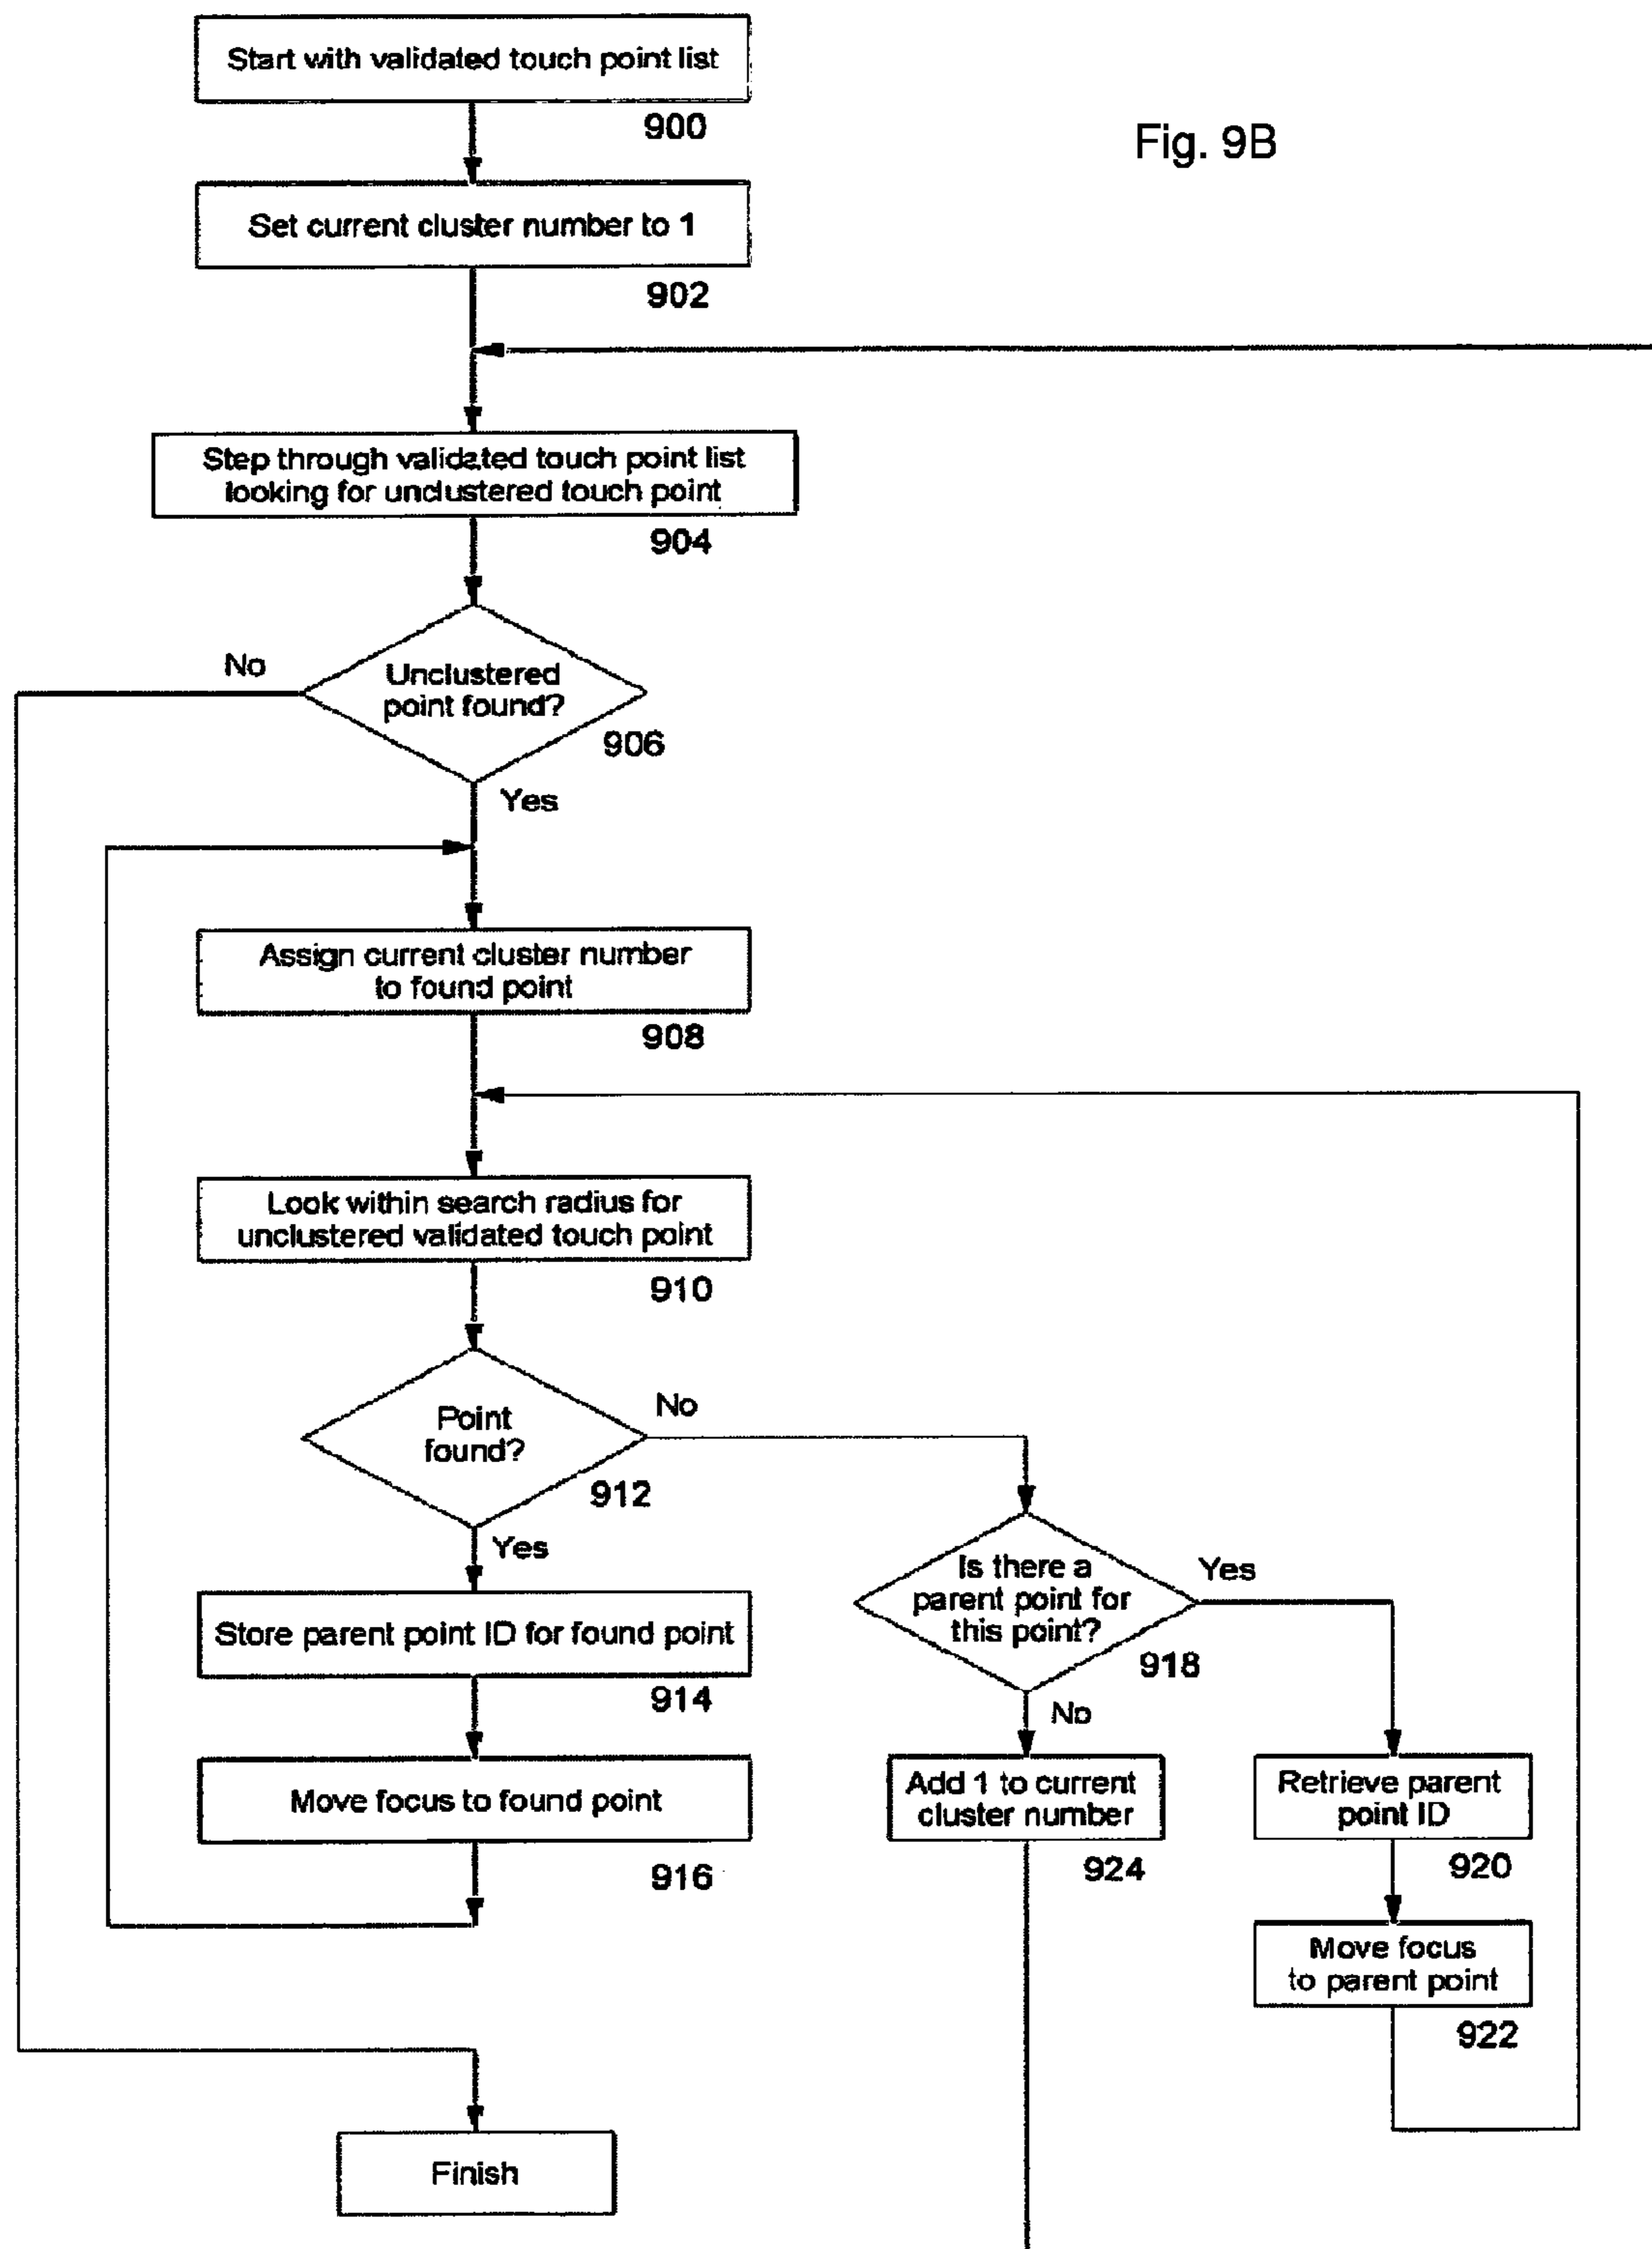 Start with validated touch point list
900
Fig. 9B
Set current cluster number to 1
902
Step through validated touch point list
looking for unclustered touch point
904
No
Unclustered
point found?
906
Yes
Assign current cluster number
to found point
908
Look within search radius for
unclustered validated touch point
910
Point
found?
No
912
Yes
Is there a
parent point for
this point?
Yes
918
Store parent point ID for found point
914
No
Move focus to found point
916
Add 1 to current
cluster number
924
Retrieve parent
point ID
920
Move focus
to parent point
922
Finish